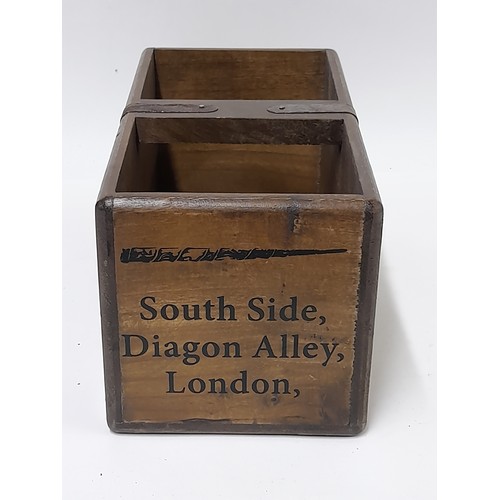 South Side,
Diagon Alley,
London,